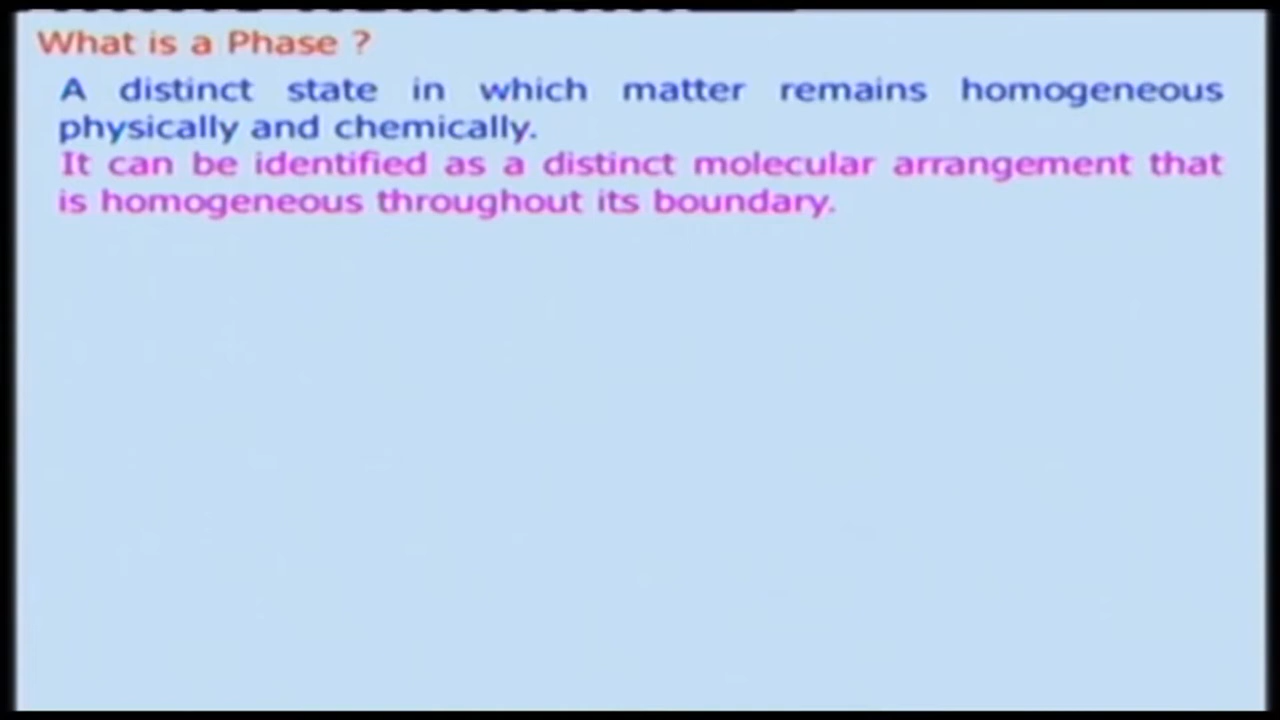 What is a Phase ?
A distinct state in which matter remains homogeneous
physically and chemically.
It can be identified as a distinct molecular arrangement that
is homogeneous throughout its boundary.